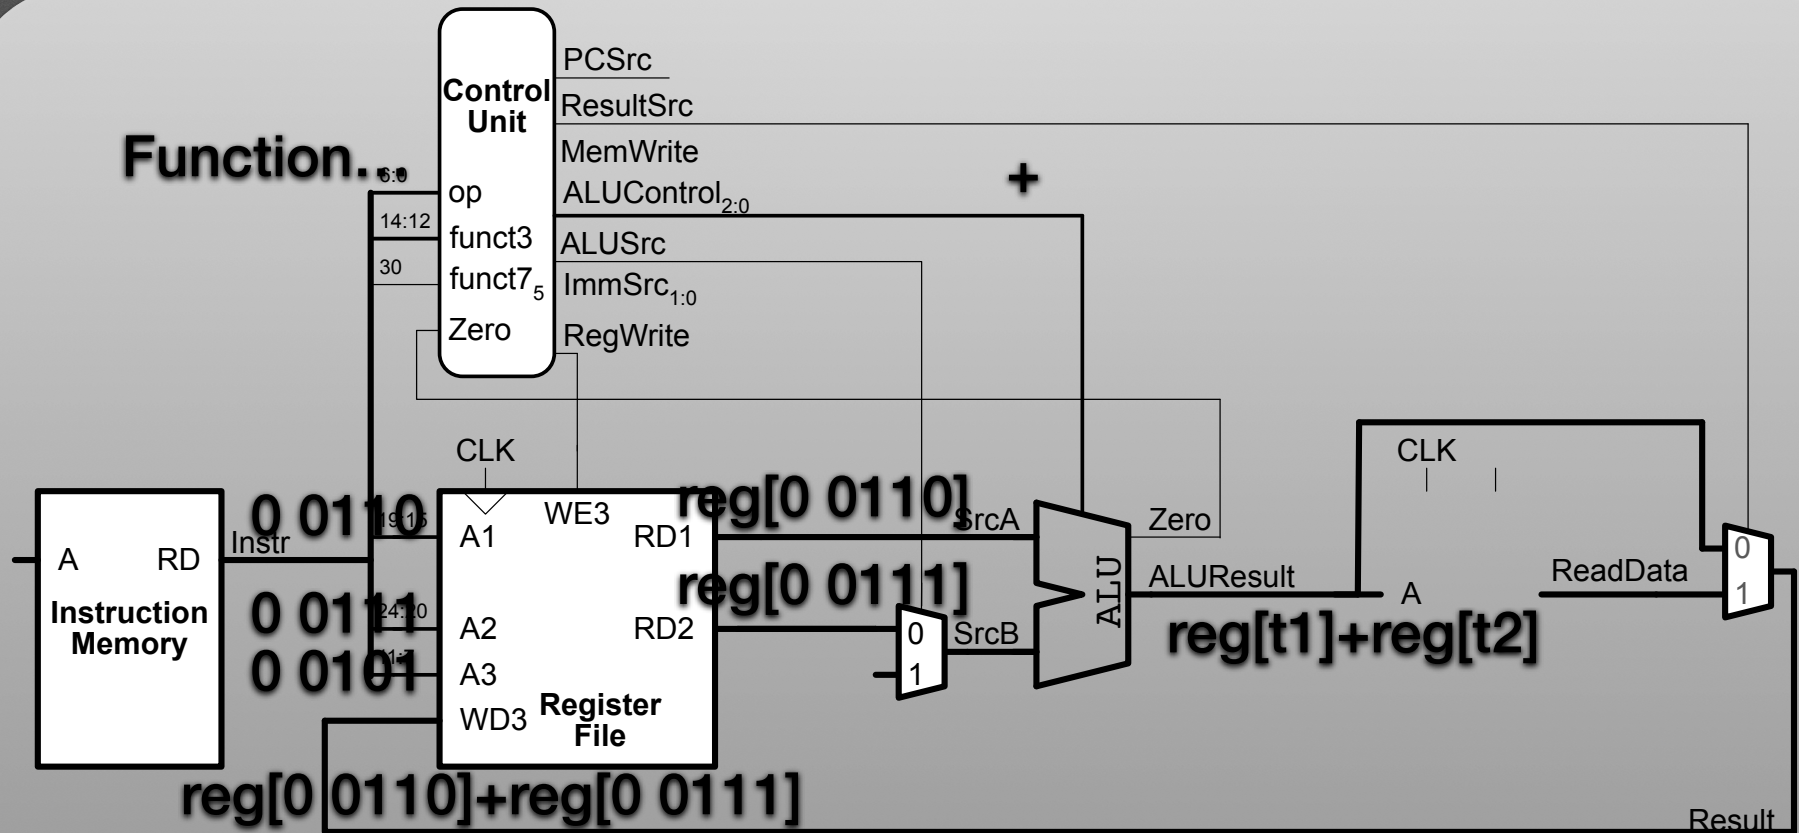 PCSrc
Control
Unit
ResultSrc
MemWrite
Function...
6:0
op
ALUControl2:0
+
14:12
funct3
ALUSrc
30
funct75
ImmSrc1:0
Zero
RegWrite
CLK
CLK
0 0110
19:15
A1
WE3
RD1
reg[0 0110]
SrcA
Zero
A
RD
Instr
Instruction
Memory
0 0111
24:20
A2
RD2
reg[0 0111]
0
1
SrcB
ALU
ALUResult
A
ReadData
0
1
reg[t1]+reg[t2]
0 0101
A3
WD3
Register
File
reg[0 0110]+reg[0 0111]
Result